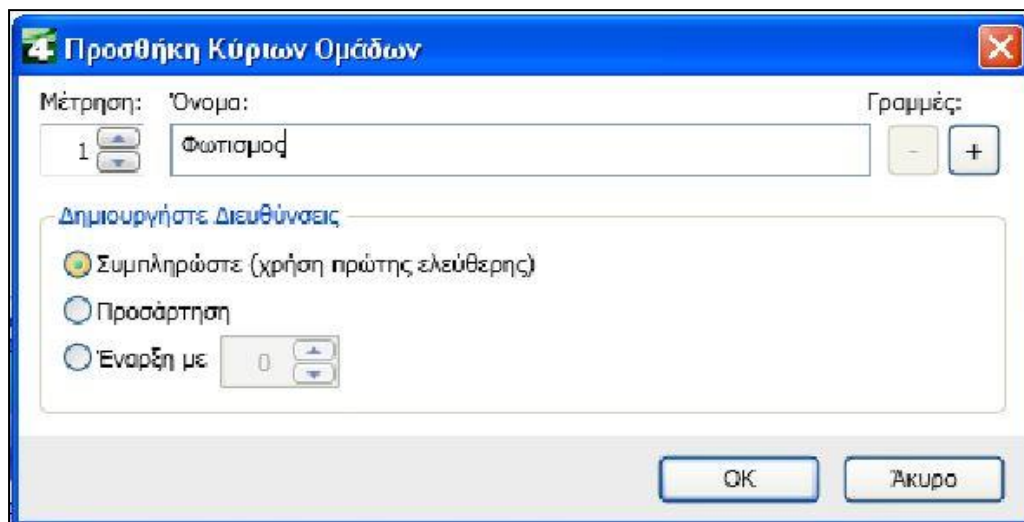 4 Προσθήκη Κύριων Ομάδων
Μέτρηση: Όνομα: Γραμμές:
1 Φωτισμος - +
Δημιουργήστε Διευθύνσεις
Συμπληρώστε (χρήση πρώτης ελεύθερης)
Προσάρτηση
Έναρξη με 0
OK Άκυρο